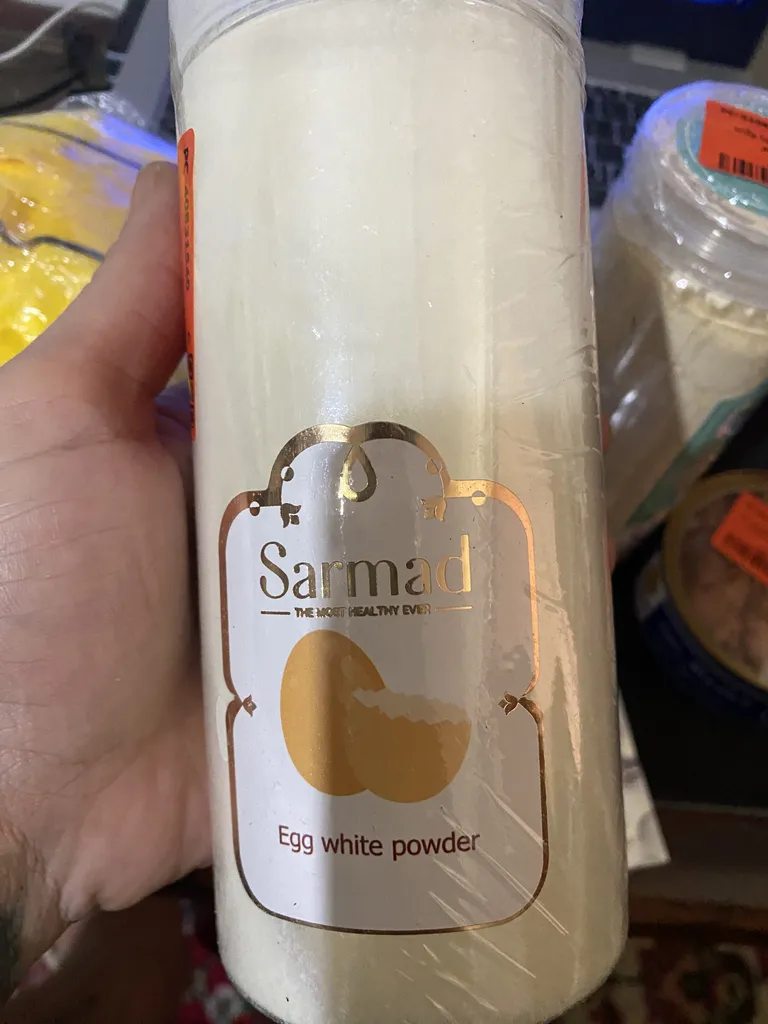 Sarmad
THE MOST HEALTHY EVER
Egg white powder